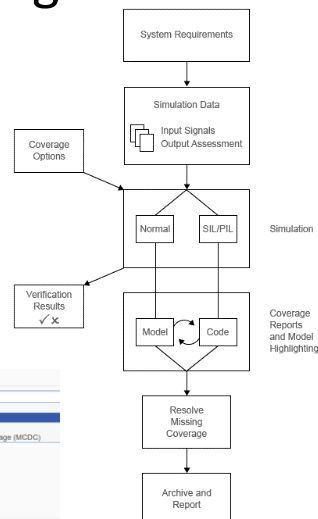 g
System Requirements
Simulation Data
Input Signals
Output Assessment
Coverage
Options
Normal
SIL/PIL
Simulation
Verification
Results
Model
Code
Coverage
Reports
and Model
Highlighting
Resolve
Missing
Coverage
age (MCDC)
Archive and
Report